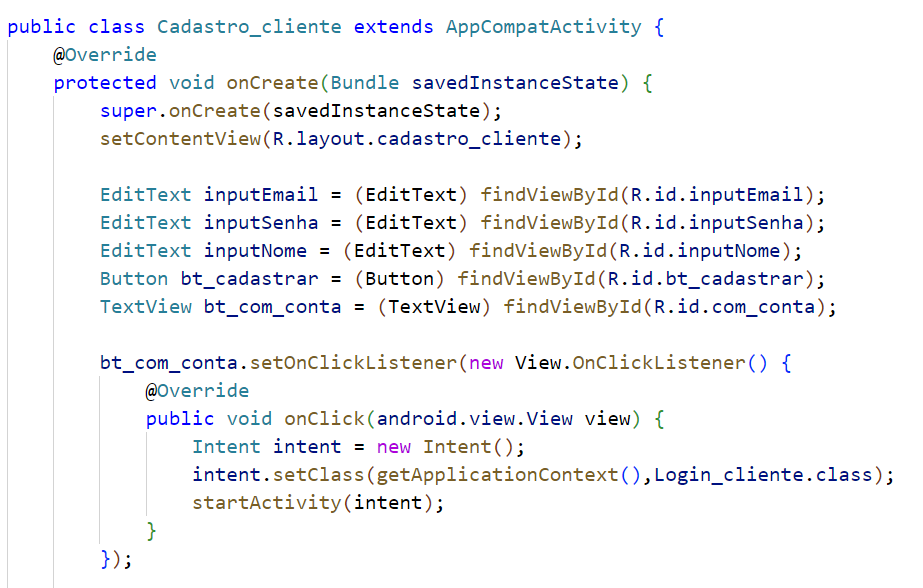 public class Cadastro_cliente extends AppCompatActivity {
    @Override
    protected void onCreate(Bundle savedInstanceState) {
        super.onCreate(savedInstanceState);
        setContentView(R.layout.cadastro_cliente);

        EditText inputEmail = (EditText) findViewById(R.id.inputEmail);
        EditText inputSenha = (EditText) findViewById(R.id.inputSenha);
        EditText inputNome = (EditText) findViewById(R.id.inputNome);
        Button bt_cadastrar = (Button) findViewById(R.id.bt_cadastrar);
        TextView bt_com_conta = (TextView) findViewById(R.id.com_conta);

        bt_com_conta.setOnClickListener(new View.OnClickListener() {
            @Override
            public void onClick(android.view.View view) {
                Intent intent = new Intent();
                intent.setClass(getApplicationContext(),Login_cliente.class);
                startActivity(intent);
            }
        });